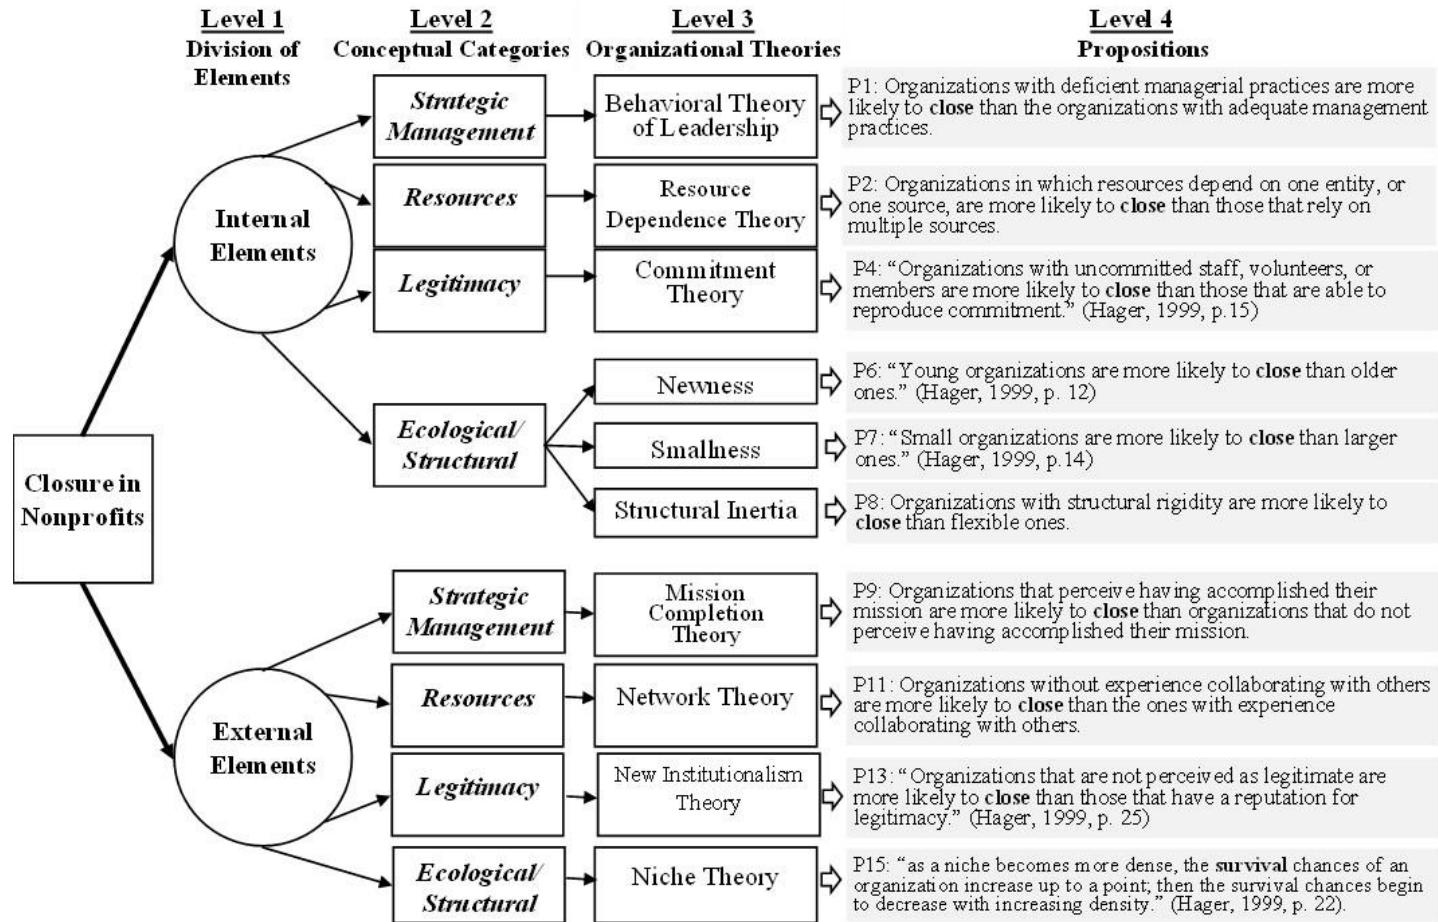 Level 1
Division of
Elements
Level 2
Conceptual Categories
Level 3
Organizational Theories
Level 4
Propositions
Closure in
Nonprofits
Internal
Elements
Strategic
Management
Behavioral Theory
of Leadership
P1: Organizations with deficient managerial practices are more
likely to close than the organizations with adequate management
practices.
Resources
Resource
Dependence Theory
P2: Organizations in which resources depend on one entity, or
one source, are more likely to close than those that rely on
multiple sources.
Legitimacy
Commitment
Theory
P4: “Organizations with uncommitted staff, volunteers, or
members are more likely to close than those that are able to
reproduce commitment.” (Hager, 1999, p.15)
Ecological/
Structural
Newness
P6: “Young organizations are more likely to close than older
ones.” (Hager, 1999, p. 12)
Smallness
P7: “Small organizations are more likely to close than larger
ones.” (Hager, 1999, p.14)
Structural Inertia
P8: Organizations with structural rigidity are more likely to
close than flexible ones.
External
Elements
Strategic
Management
Mission
Completion
Theory
P9: Organizations that perceive having accomplished their
mission are more likely to close than organizations that do not
perceive having accomplished their mission.
Resources
Network Theory
P11: Organizations without experience collaborating with others
are more likely to close than the ones with experience
collaborating with others.
Legitimacy
New Institutionalism
Theory
P13: “Organizations that are not perceived as legitimate are
more likely to close than those that have a reputation for
legitimacy.” (Hager, 1999, p. 25)
Ecological/
Structural
Niche Theory
P15: “as a niche becomes more dense, the survival chances of an
organization increase up to a point; then the survival chances begin
to decrease with increasing density.” (Hager, 1999, p. 22).